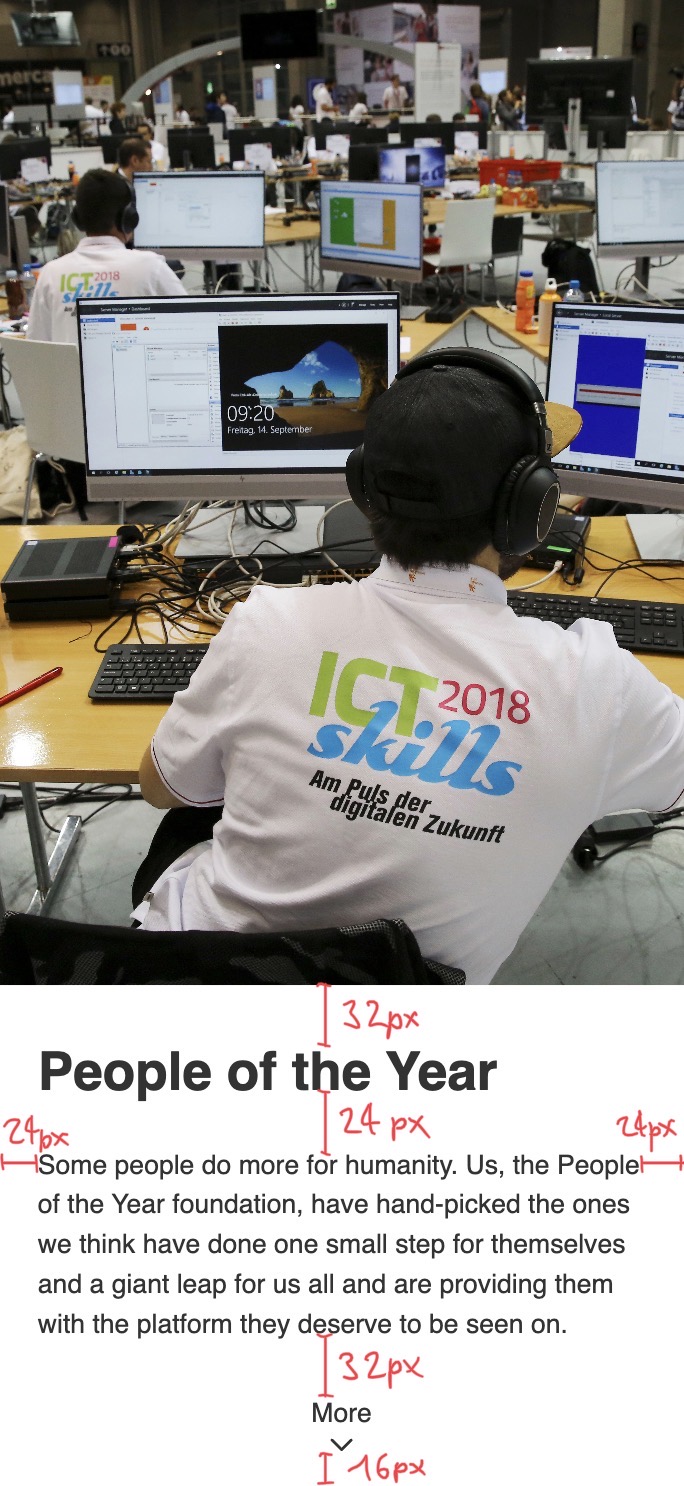 merca
ICT 2018
skills
09:20
Freitag, 14. September
ICT 2018
skills
Am Puls der
digitalen Zukunft
32px
People of the Year
24 px
24px
24px
Some people do more for humanity. Us, the People
of the Year foundation, have hand-picked the ones
we think have done one small step for themselves
and a giant leap for us all and are providing them
with the platform they deserve to be seen on.
32px
More
16px